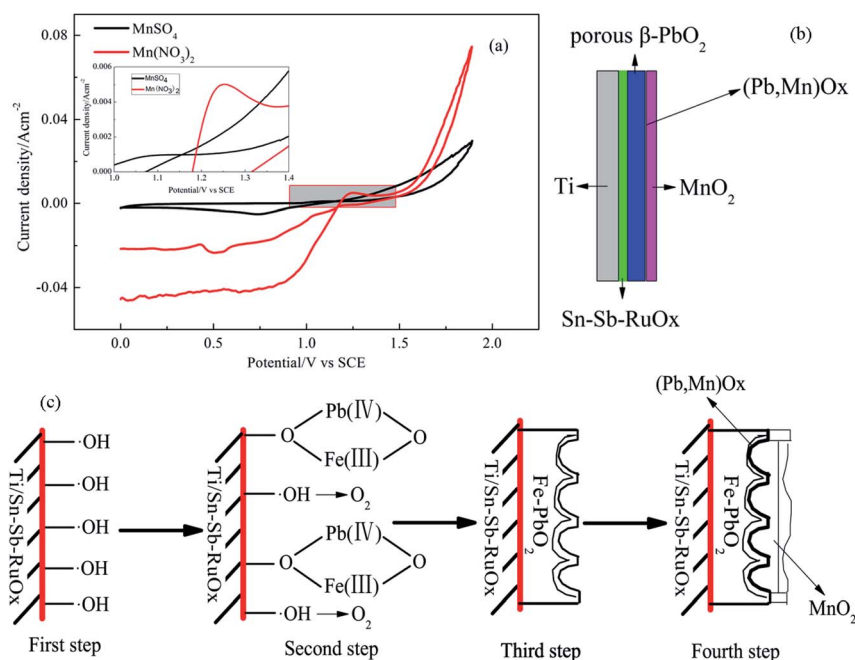 MnSO4
Mn(NO3)2
(a)
Current density/Acm-2
0.08
0.04
0.00
-0.04
0.0
0.5
1.0
1.5
2.0
Potential/V vs SCE
MnSO4
Mn(NO3)2
Current density/Acm-2
0.006
0.004
0.002
0.000
1.0
1.1
1.2
1.3
1.4
Potential/V vs SCE
(b)
porous β-PbO2
(Pb,Mn)Ox
Ti
MnO2
Sn-Sb-RuOx
(c)
Ti/Sn-Sb-RuOx
·OH
·OH
·OH
·OH
·OH
First step
Ti/Sn-Sb-RuOx
Pb(IV)
O
O
Fe(III)
·OH → O2
Pb(IV)
O
O
Fe(III)
·OH → O2
Second step
Ti/Sn-Sb-RuOx
Fe-PbO2
Third step
(Pb,Mn)Ox
Ti/Sn-Sb-RuOx
Fe-PbO2
MnO2
Fourth step